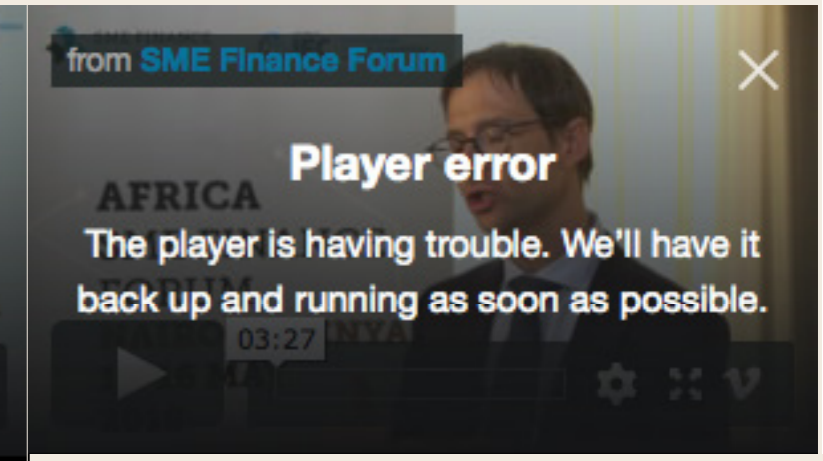 from SME Finance Forum
Player error
AFRICA
The player is having trouble. We'll have it
FORUM
back up and running as soon as possible.
03:27